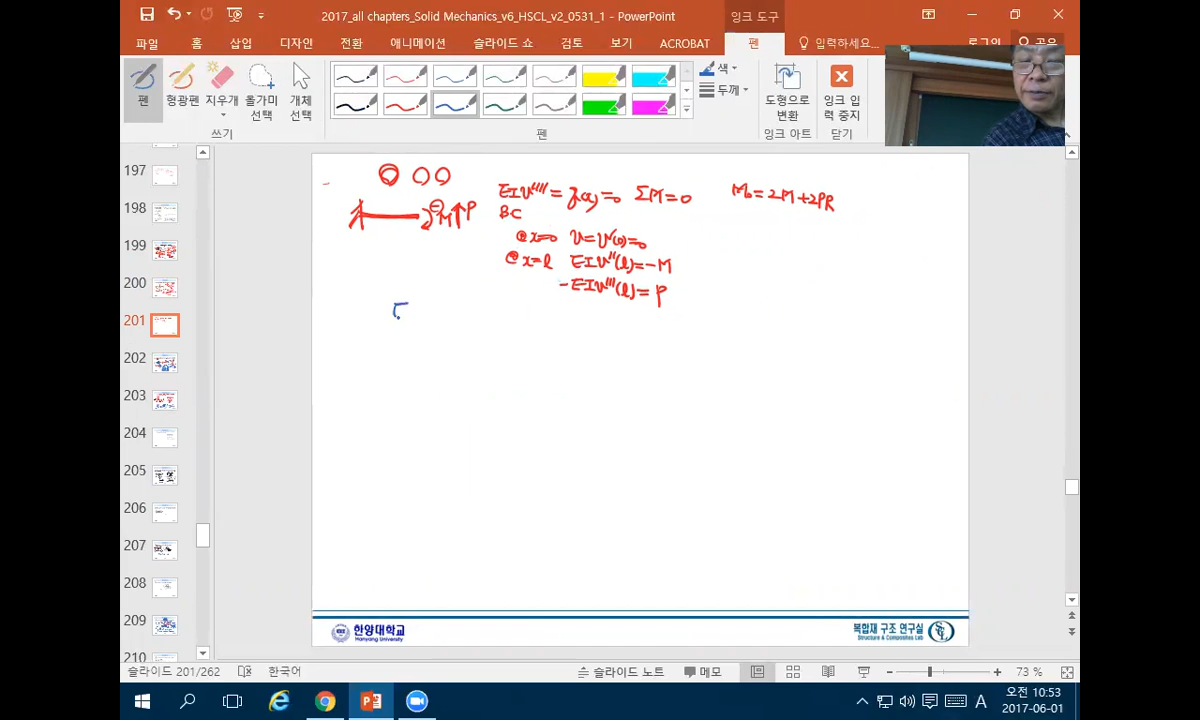 2017_all chapters_Solid Mechanics_v6_HSCL_v2_0531_1 - PowerPoint
잉크 도구
파일 홈 삽입 디자인 전환 애니메이션 슬라이드 쇼 검토 보기 ACROBAT 펜 입력하세요... 로그인 공유
펜 형광펜 지우개 올가미 선택 개체 선택
색
두께
도형으로 변환
잉크 입력 중지
쓰기 펜 잉크 아트 닫기
197
198
199
200
201
202
203
204
205
206
207
208
209
210
EIv'''' = q(x)=0 ΣM=0 M₀=2M+2PR
M P
BC
@x=0 v=v'(0)=0
@x=l EIv''(l)=-M
-EIv'''(l)=P
한양대학교
Hanyang University
복합재 구조 연구실
Structure & Composites Lab
슬라이드 201/262 한국어 슬라이드 노트 메모 73 %
A 오전 10:53
2017-06-01